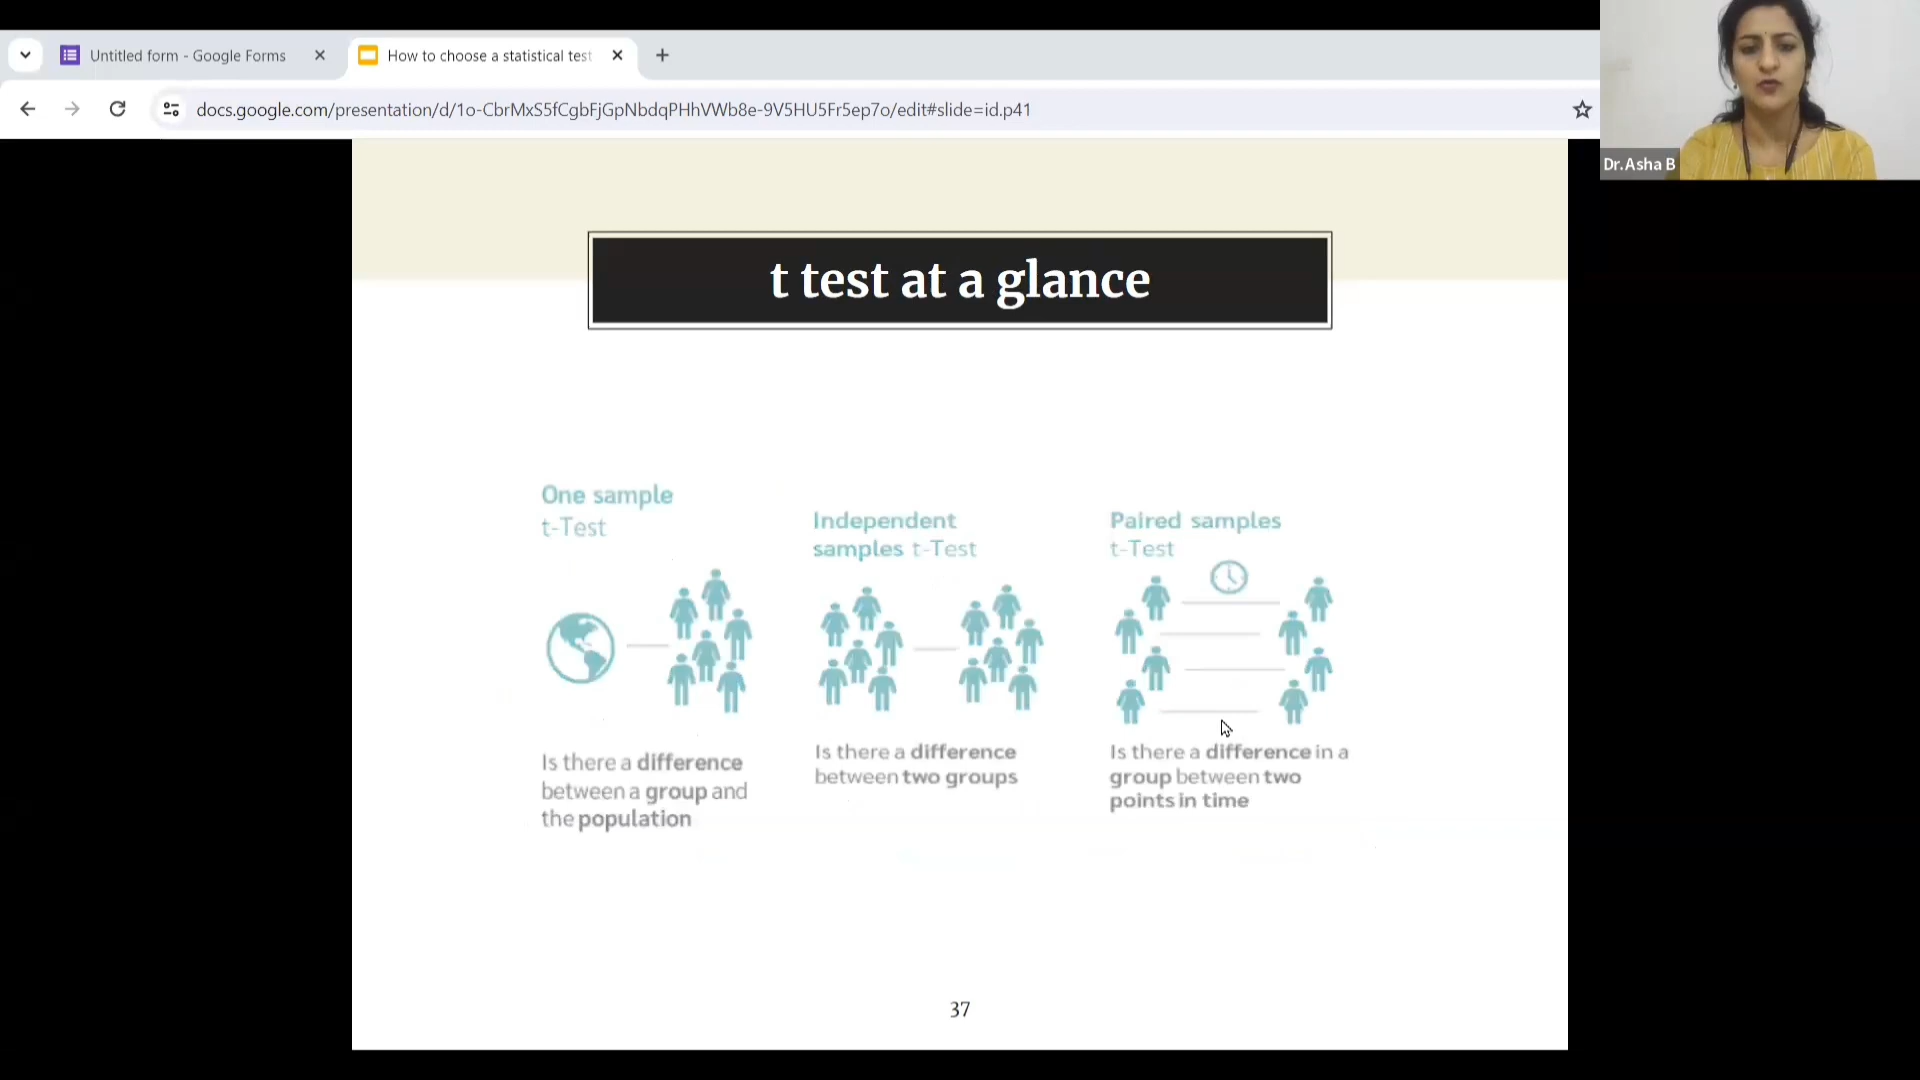 Untitled form - Google Forms
How to choose a statistical test
docs.google.com/presentation/d/1o-CbrMxS5fCgbFjGpNbdqPHhVWb8e-9V5HU5Fr5ep7o/edit#slide=id.p41
Dr.Asha B
t test at a glance
One sample
t-Test
Is there a difference
between a group and
the population
Independent
samples t-Test
Is there a difference
between two groups
Paired samples
t-Test
Is there a difference in a
group between two
points in time
37